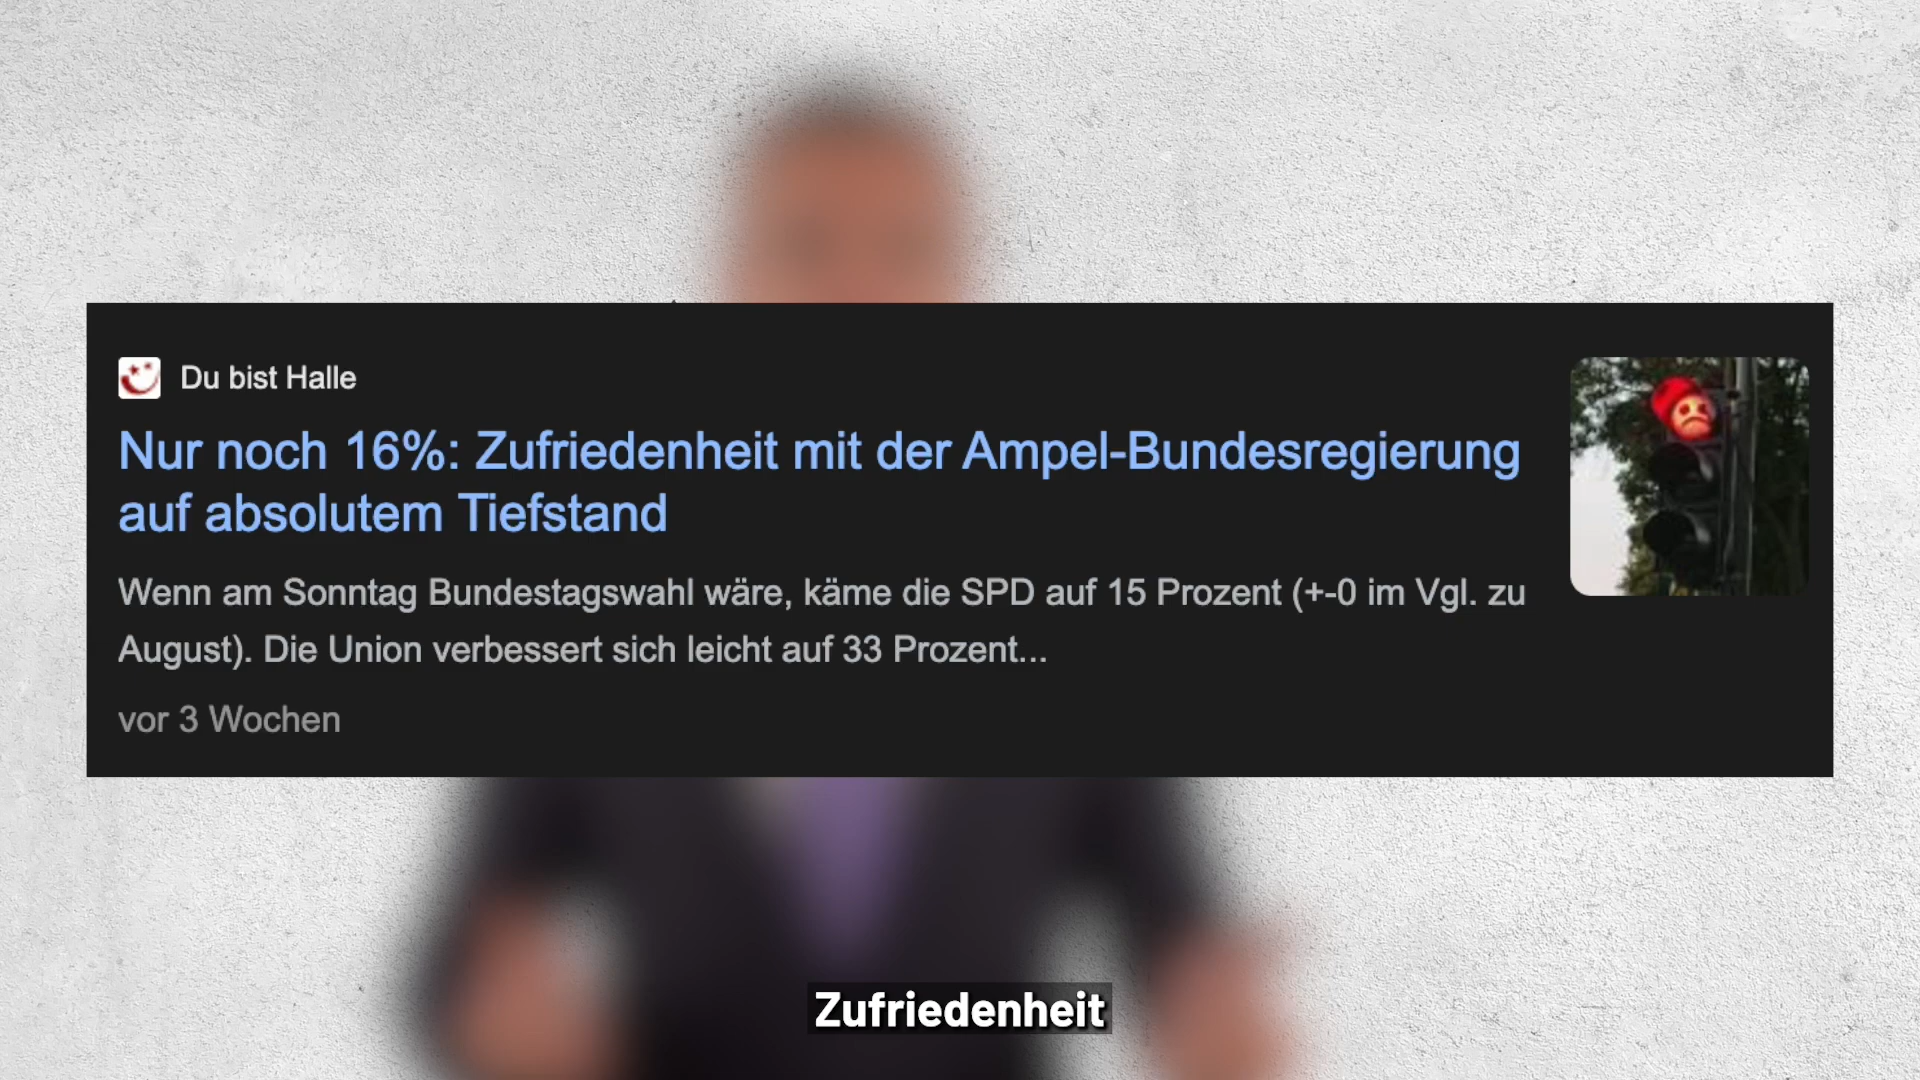 Du bist Halle
Nur noch 16%: Zufriedenheit mit der Ampel-Bundesregierung
auf absolutem Tiefstand
Wenn am Sonntag Bundestagswahl wäre, käme die SPD auf 15 Prozent (+-0 im Vgl. zu
August). Die Union verbessert sich leicht auf 33 Prozent...
vor 3 Wochen
Zufriedenheit